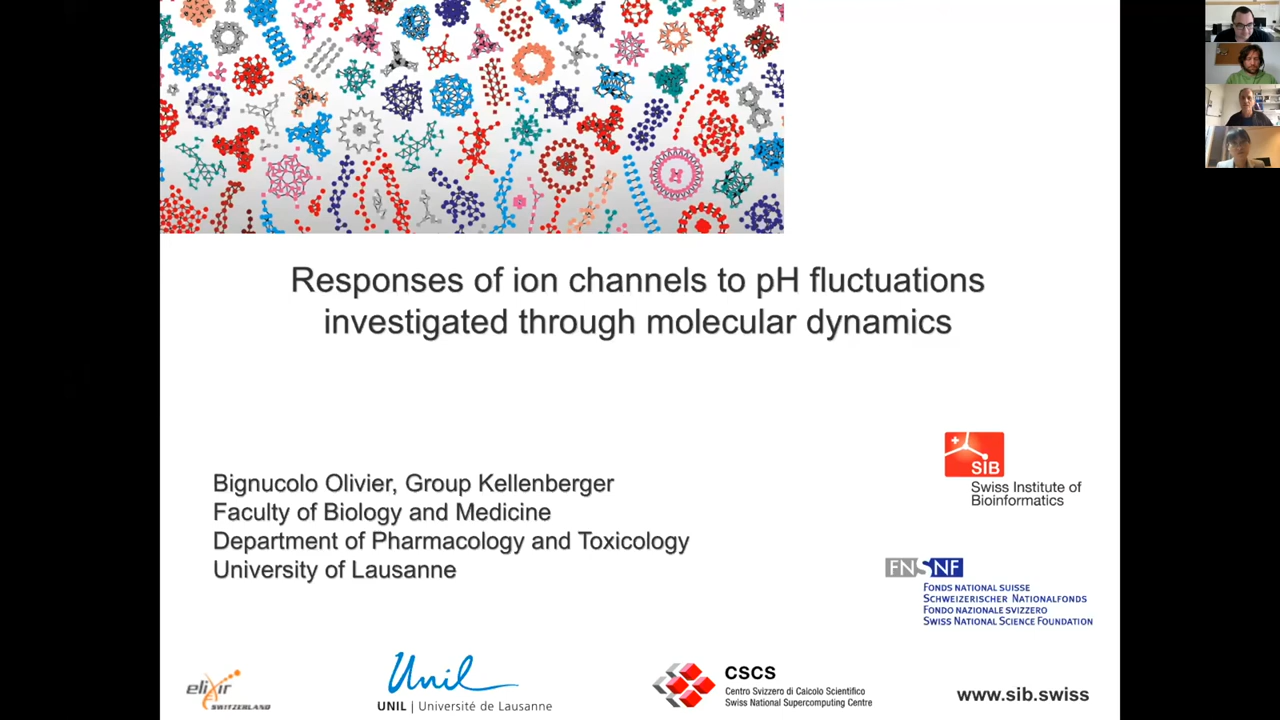 Responses of ion channels to pH fluctuations
investigated through molecular dynamics
Bignucolo Olivier, Group Kellenberger
Faculty of Biology and Medicine
Department of Pharmacology and Toxicology
University of Lausanne
SIB
Swiss Institute of
Bioinformatics
FNSNF
FONDS NATIONAL SUISSE
SCHWEIZERISCHER NATIONALFONDS
FONDO NAZIONALE SVIZZERO
SWISS NATIONAL SCIENCE FOUNDATION
elixir
SWITZERLAND
Unil
UNIL | Université de Lausanne
CSCS
Centro Svizzero di Calcolo Scientifico
Swiss National Supercomputing Centre
www.sib.swiss